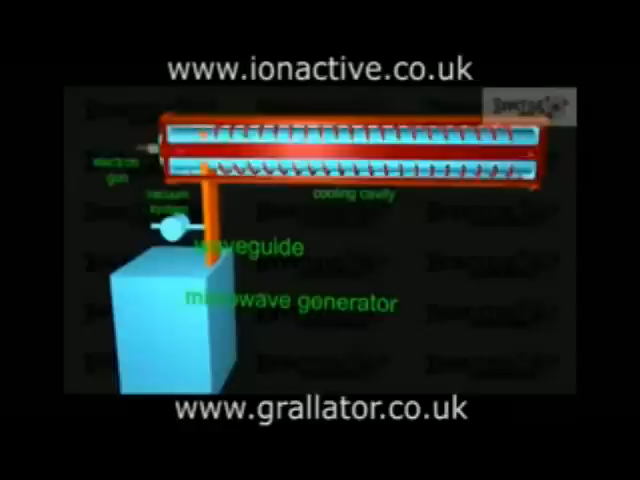 www.ionactive.co.uk
electron
gun
cooling cavity
vacuum
system
waveguide
microwave generator
www.grallator.co.uk